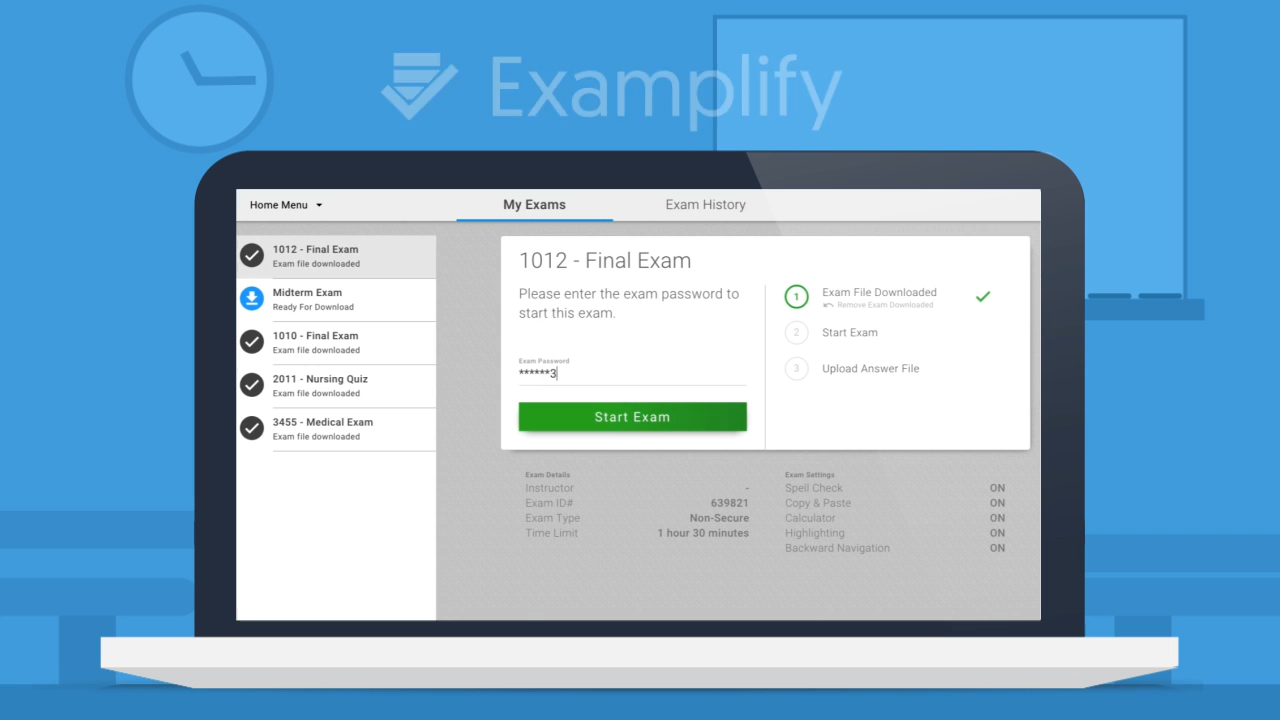 Examplify
Home Menu
My Exams
Exam History
1012 - Final Exam
Exam file downloaded
Midterm Exam
Ready For Download
1010 - Final Exam
Exam file downloaded
2011 - Nursing Quiz
Exam file downloaded
3455 - Medical Exam
Exam file downloaded
1012 - Final Exam
Please enter the exam password to
start this exam.
Exam Password
******3
Start Exam
1 Exam File Downloaded
Remove Exam Downloaded
2 Start Exam
3 Upload Answer File
Exam Details
Instructor -
Exam ID# 639821
Exam Type Non-Secure
Time Limit 1 hour 30 minutes
Exam Settings
Spell Check ON
Copy & Paste ON
Calculator ON
Highlighting ON
Backward Navigation ON